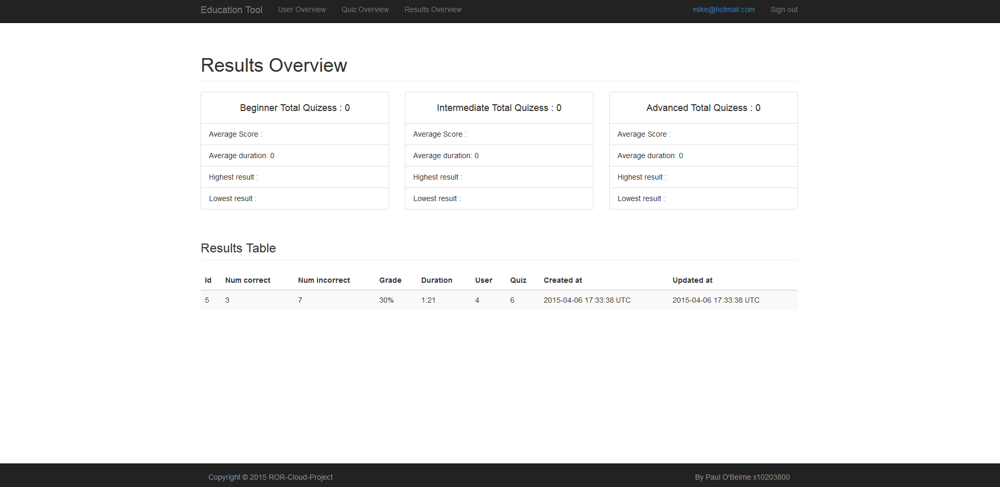 Education Tool User Overview Quiz Overview Results Overview mike@hotmail.com Sign out
Results Overview
Beginner Total Quizess : 0
Average Score :
Average duration: 0
Highest result :
Lowest result :
Intermediate Total Quizess : 0
Average Score :
Average duration: 0
Highest result :
Lowest result :
Advanced Total Quizess : 0
Average Score :
Average duration: 0
Highest result :
Lowest result :
Results Table
Id Num correct Num incorrect Grade Duration User Quiz Created at Updated at
5 3 7 30% 1:21 4 6 2015-04-06 17:33:38 UTC 2015-04-06 17:33:38 UTC
Copyright © 2015 ROR-Cloud-Project By Paul O'Beirne x10203800